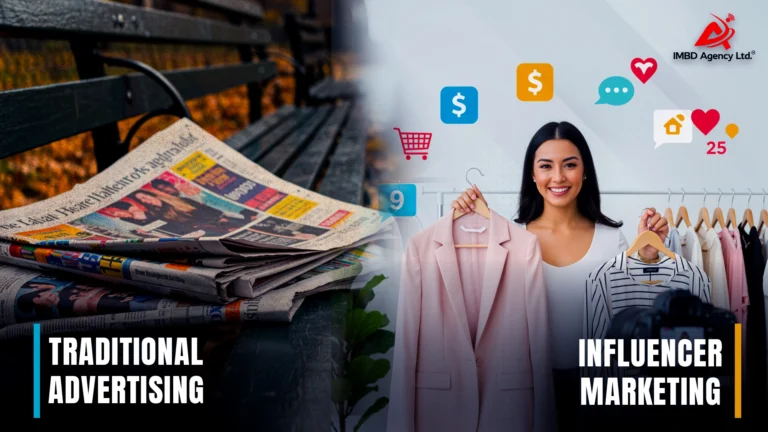 IMBD Agency Ltd.®
$
$
25
9
TRADITIONAL
ADVERTISING
INFLUENCER
MARKETING